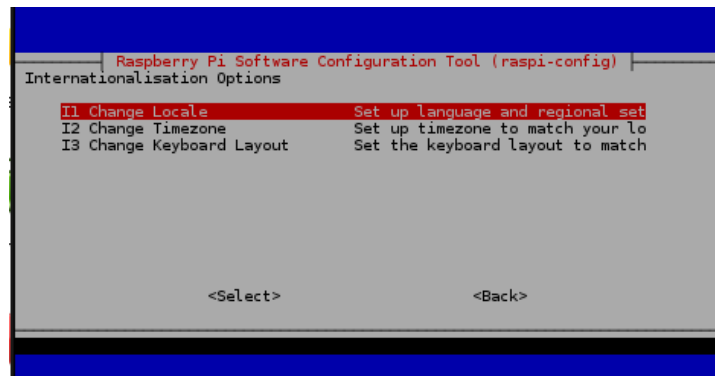 Raspberry Pi Software Configuration Tool (raspi-config)
Internationalisation Options
I1 Change Locale Set up language and regional set
I2 Change Timezone Set up timezone to match your lo
I3 Change Keyboard Layout Set the keyboard layout to match
<Select> <Back>